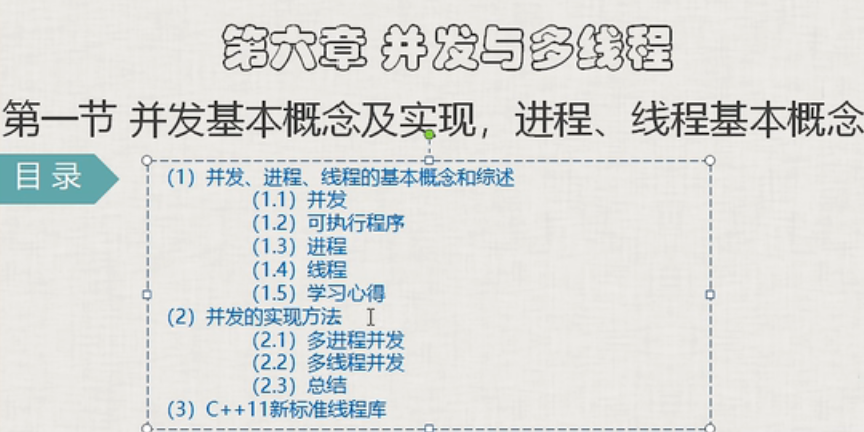 第六章 并发与多线程
第一节 并发基本概念及实现，进程、线程基本概念
目录
（1）并发、进程、线程的基本概念和综述
（1.1）并发
（1.2）可执行程序
（1.3）进程
（1.4）线程
（1.5）学习心得
（2）并发的实现方法
（2.1）多进程并发
（2.2）多线程并发
（2.3）总结
（3）C++11新标准线程库